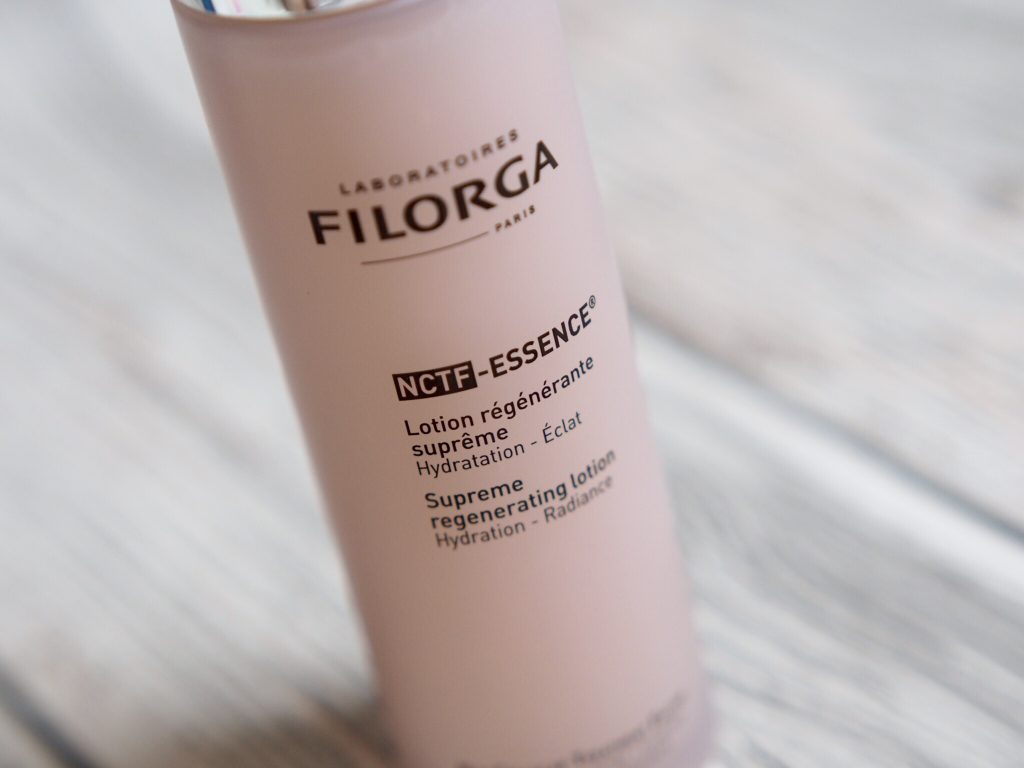 LABORATOIRES
FILORGA
PARIS
NCTF-ESSENCE®
Lotion régénérante
suprême
Hydratation - Éclat
Supreme
regenerating lotion
Hydration - Radiance